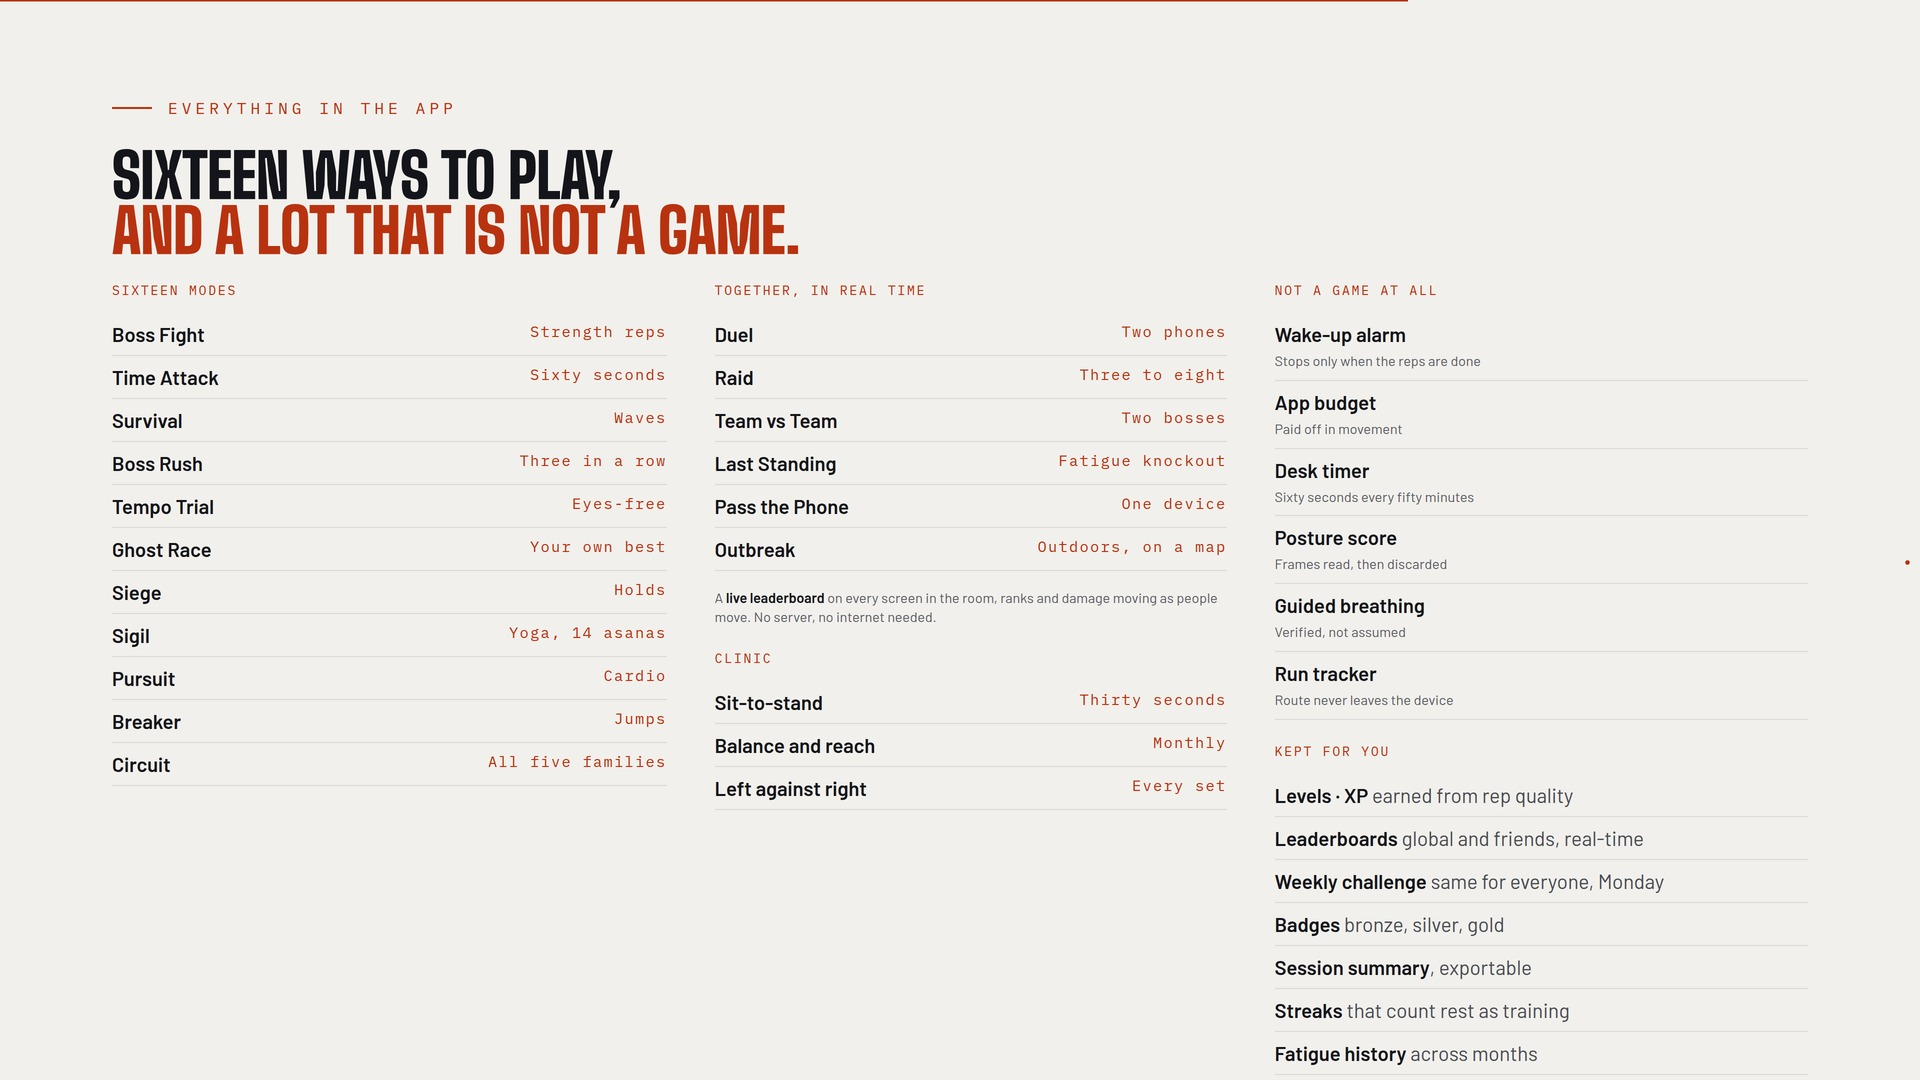 EVERYTHING IN THE APP
SIXTEEN WAYS TO PLAY,
AND A LOT THAT IS NOT A GAME.
SIXTEEN MODES
Boss Fight Strength reps
Time Attack Sixty seconds
Survival Waves
Boss Rush Three in a row
Tempo Trial Eyes-free
Ghost Race Your own best
Siege Holds
Sigil Yoga, 14 asanas
Pursuit Cardio
Breaker Jumps
Circuit All five families
TOGETHER, IN REAL TIME
Duel Two phones
Raid Three to eight
Team vs Team Two bosses
Last Standing Fatigue knockout
Pass the Phone One device
Outbreak Outdoors, on a map
A live leaderboard on every screen in the room, ranks and damage moving as people
move. No server, no internet needed.
CLINIC
Sit-to-stand Thirty seconds
Balance and reach Monthly
Left against right Every set
NOT A GAME AT ALL
Wake-up alarm
Stops only when the reps are done
App budget
Paid off in movement
Desk timer
Sixty seconds every fifty minutes
Posture score
Frames read, then discarded
Guided breathing
Verified, not assumed
Run tracker
Route never leaves the device
KEPT FOR YOU
Levels · XP earned from rep quality
Leaderboards global and friends, real-time
Weekly challenge same for everyone, Monday
Badges bronze, silver, gold
Session summary, exportable
Streaks that count rest as training
Fatigue history across months